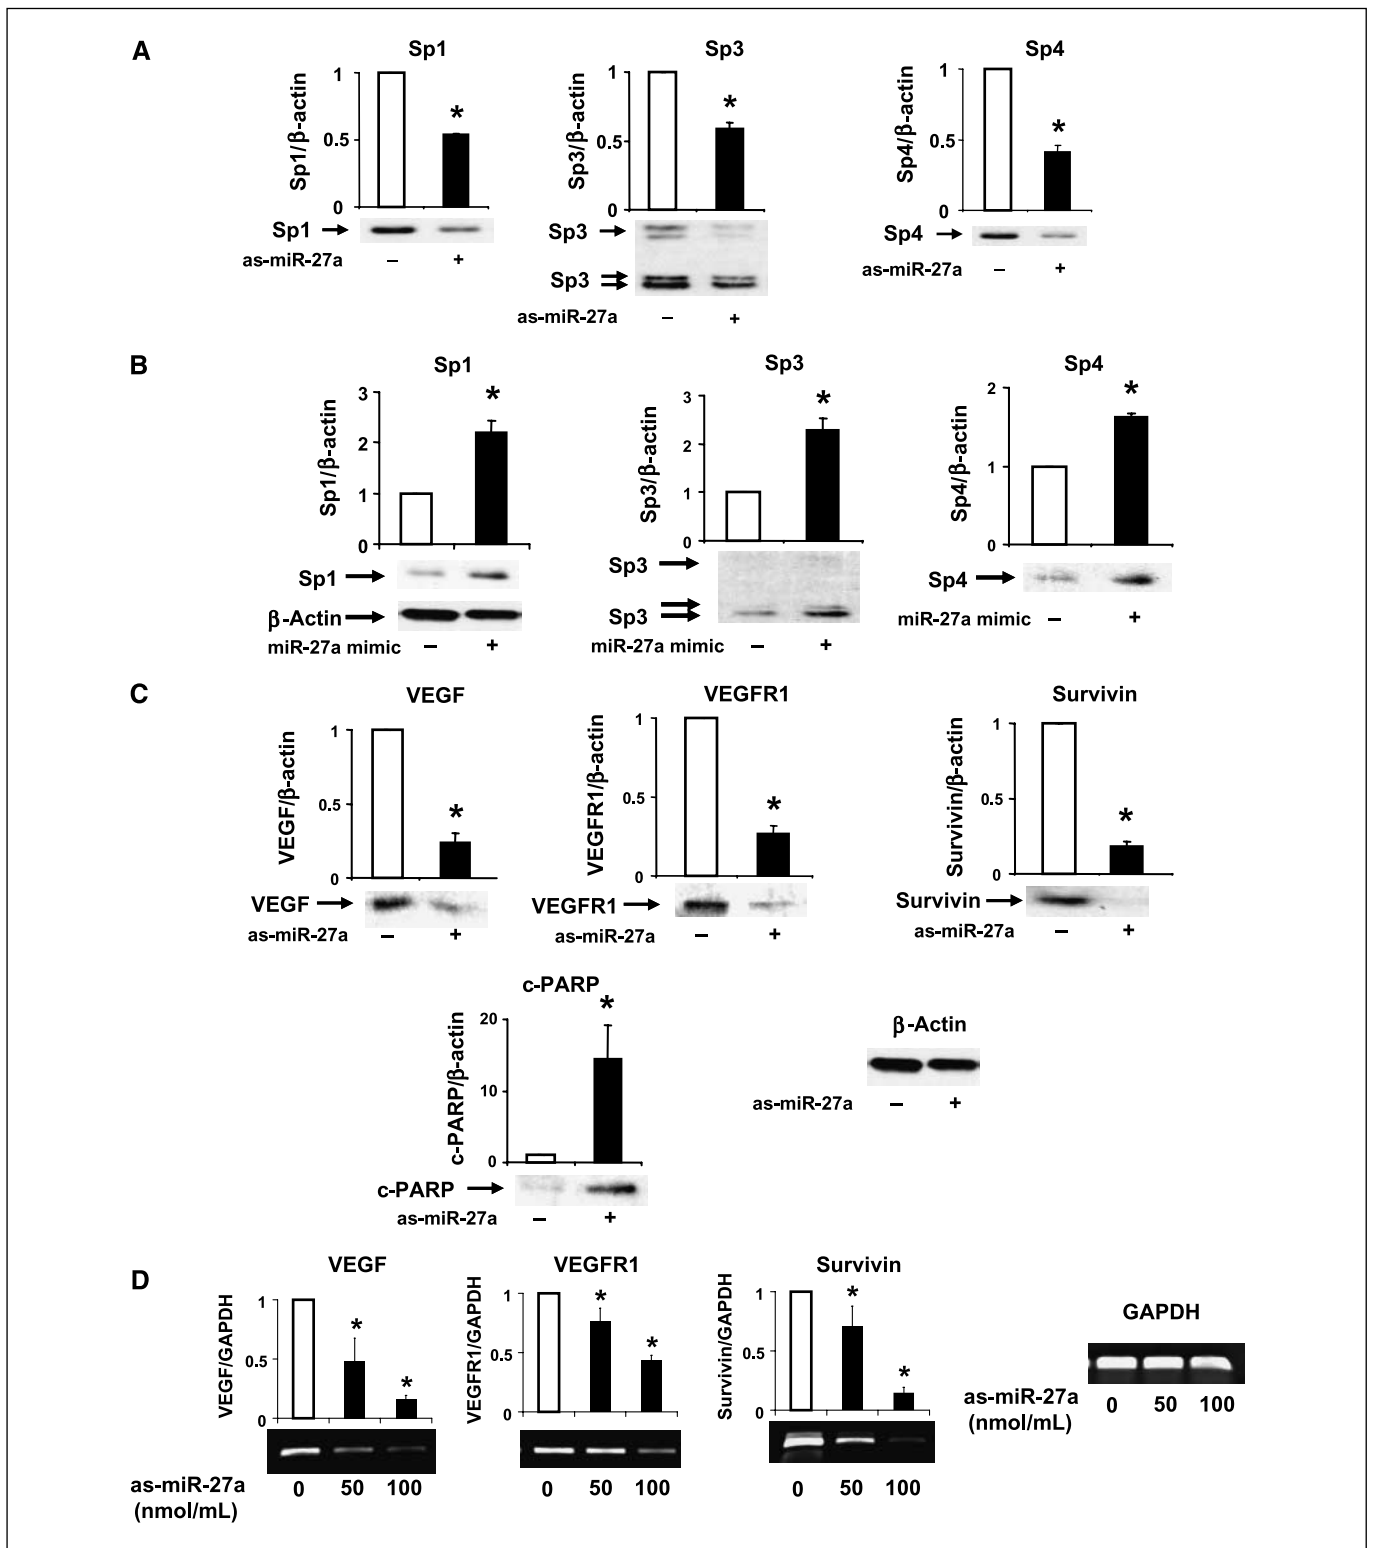 A
Sp1
Sp3
Sp4
Sp1/β-actin
1
0.5
0
*
Sp3/β-actin
1
0.5
0
*
Sp4/β-actin
1
0.5
0
*
Sp1
as-miR-27a
– +
Sp3
Sp3
as-miR-27a
– +
Sp4
as-miR-27a
– +
B
Sp1
Sp3
Sp4
Sp1/β-actin
3
2
1
0
*
Sp3/β-actin
3
2
1
0
*
Sp4/β-actin
2
1
0
*
Sp1
β-Actin
miR-27a mimic – +
Sp3
Sp3
miR-27a mimic – +
Sp4
miR-27a mimic – +
C
VEGF
VEGFR1
Survivin
VEGF/β-actin
1
0.5
0
*
VEGFR1/β-actin
1
0.5
0
*
Survivin/β-actin
1
0.5
0
*
VEGF
as-miR-27a – +
VEGFR1
as-miR-27a – +
Survivin
as-miR-27a – +
c-PARP
c-PARP/β-actin
20
10
0
*
c-PARP
as-miR-27a – +
β-Actin
as-miR-27a – +
D
VEGF
VEGFR1
Survivin
VEGF/GAPDH
1
0.5
0
*
*
VEGFR1/GAPDH
1
0.5
0
*
*
Survivin/GAPDH
1
0.5
0
*
*
GAPDH
as-miR-27a
(nmol/mL)
0 50 100
as-miR-27a
(nmol/mL)
0 50 100
0 50 100
0 50 100